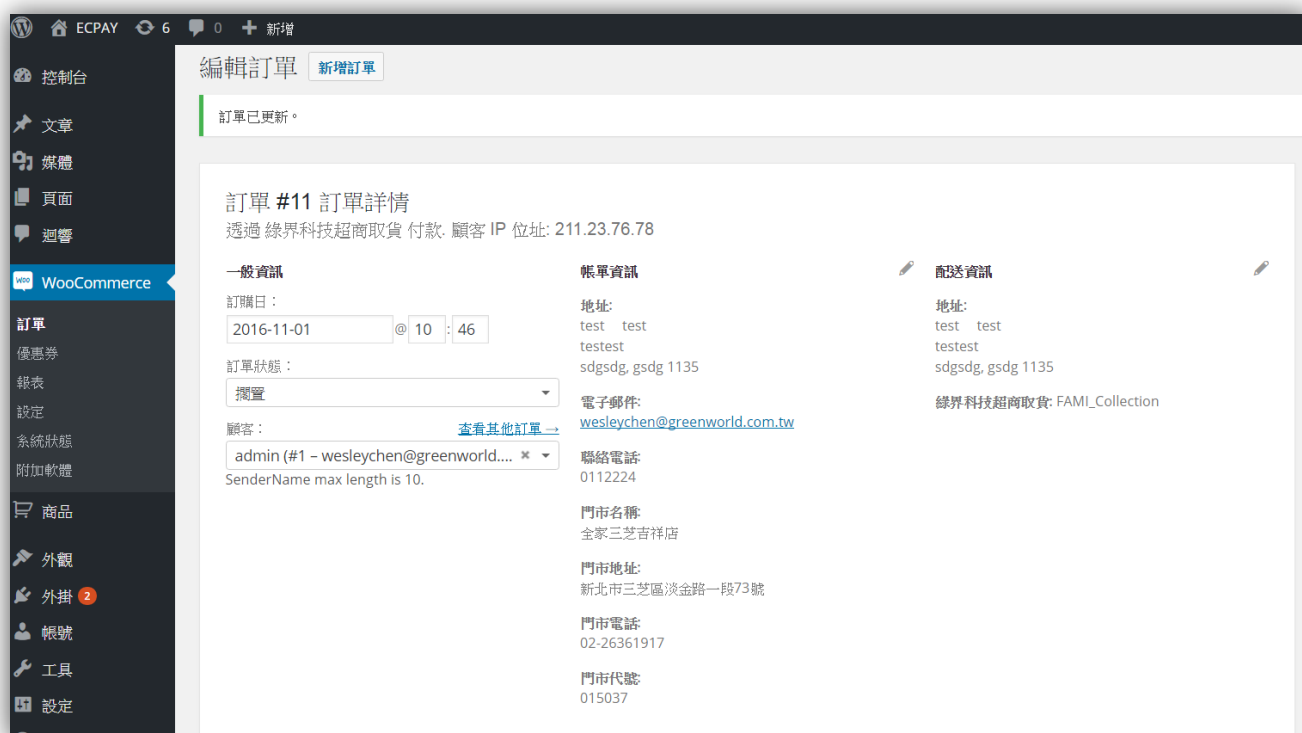 ECPAY 6 0 新增
控制台
文章
媒體
頁面
迴響
WooCommerce
訂單
優惠券
報表
設定
系統狀態
附加軟體
商品
外觀
外掛 2
帳號
工具
設定
編輯訂單 新增訂單
訂單已更新。
訂單 #11 訂單詳情
透過 綠界科技超商取貨 付款. 顧客 IP 位址: 211.23.76.78
一般資訊
訂購日：
2016-11-01 @ 10 : 46
訂單狀態：
擱置
顧客： 查看其他訂單 →
admin (#1 – wesleychen@greenworld.... × 
SenderName max length is 10.
帳單資訊
地址:
test test
testest
sdgsdg, gsdg 1135
電子郵件:
wesleychen@greenworld.com.tw
聯絡電話:
0112224
門市名稱:
全家三芝吉祥店
門市地址:
新北市三芝區淡金路一段73號
門市電話:
02-26361917
門市代號:
015037
配送資訊
地址:
test test
testest
sdgsdg, gsdg 1135
綠界科技超商取貨: FAMI_Collection